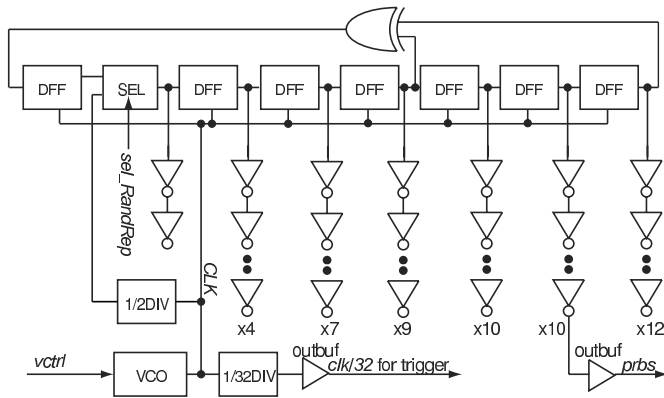 DFF SEL DFF DFF DFF DFF DFF DFF
sel_RandRep
CLK
1/2DIV
x4 x7 x9 x10 x10 x12
vctrl
VCO
1/32DIV
outbuf
clk/32 for trigger
outbuf
prbs